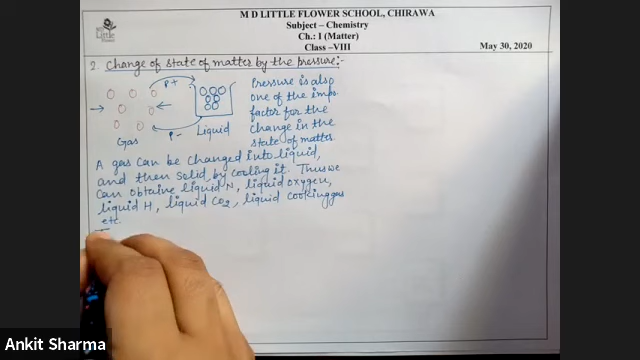 M D LITTLE FLOWER SCHOOL, CHIRAWA
Subject – Chemistry
Ch.: I (Matter)
Class –VIII
May 30, 2020
Little
2. Change of state of matter by the pressure:-
P+
P-
Gas
Liquid
Pressure is also
one of the impo.
factor for the
change in the
state of matter.
A gas can be changed into liquid,
and then solid by cooling it. Thus we
can obtaine liquid N, liquid oxygen,
liquid H, liquid CO2, liquid cooking gas
etc.
Ankit Sharma